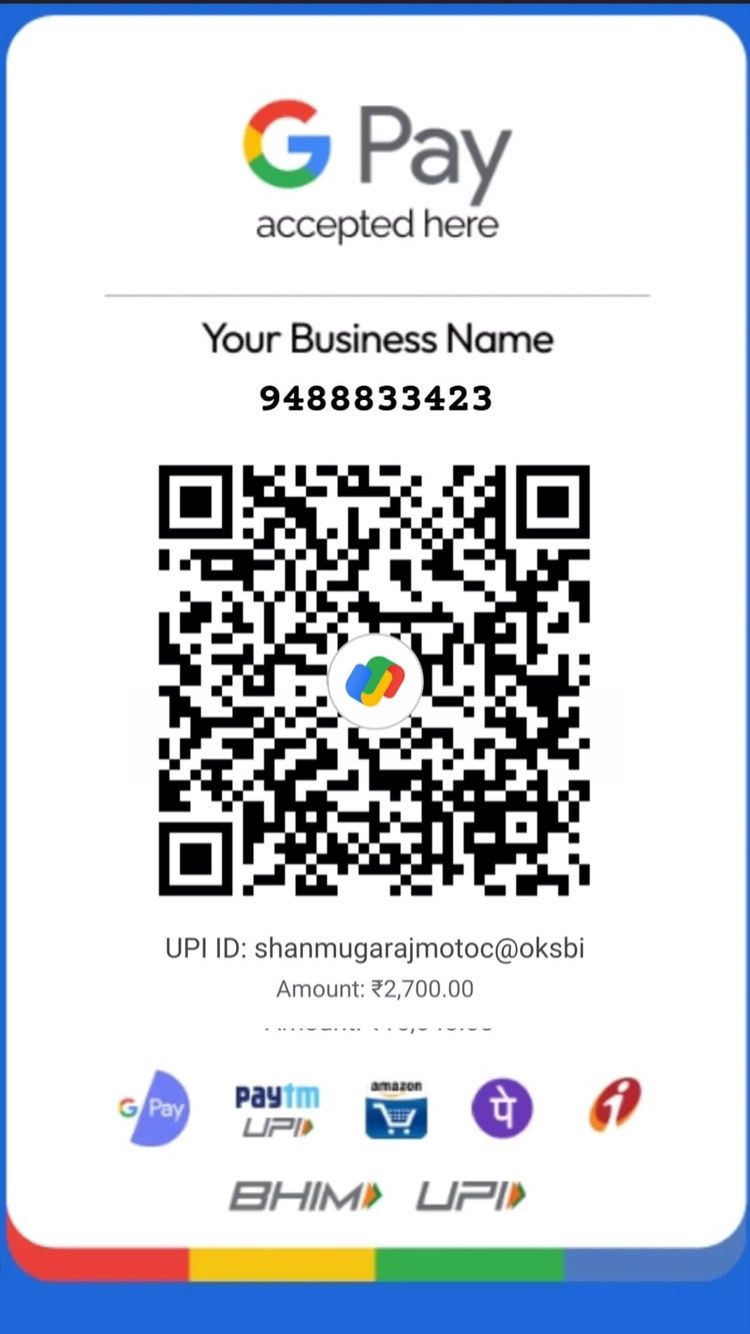 G Pay
accepted here
Your Business Name
9488833423
UPI ID: shanmugarajmotoc@oksbi
Amount: ₹2,700.00
G Pay
paytm
UPI
amazon
पे
i
BHIM
UPI